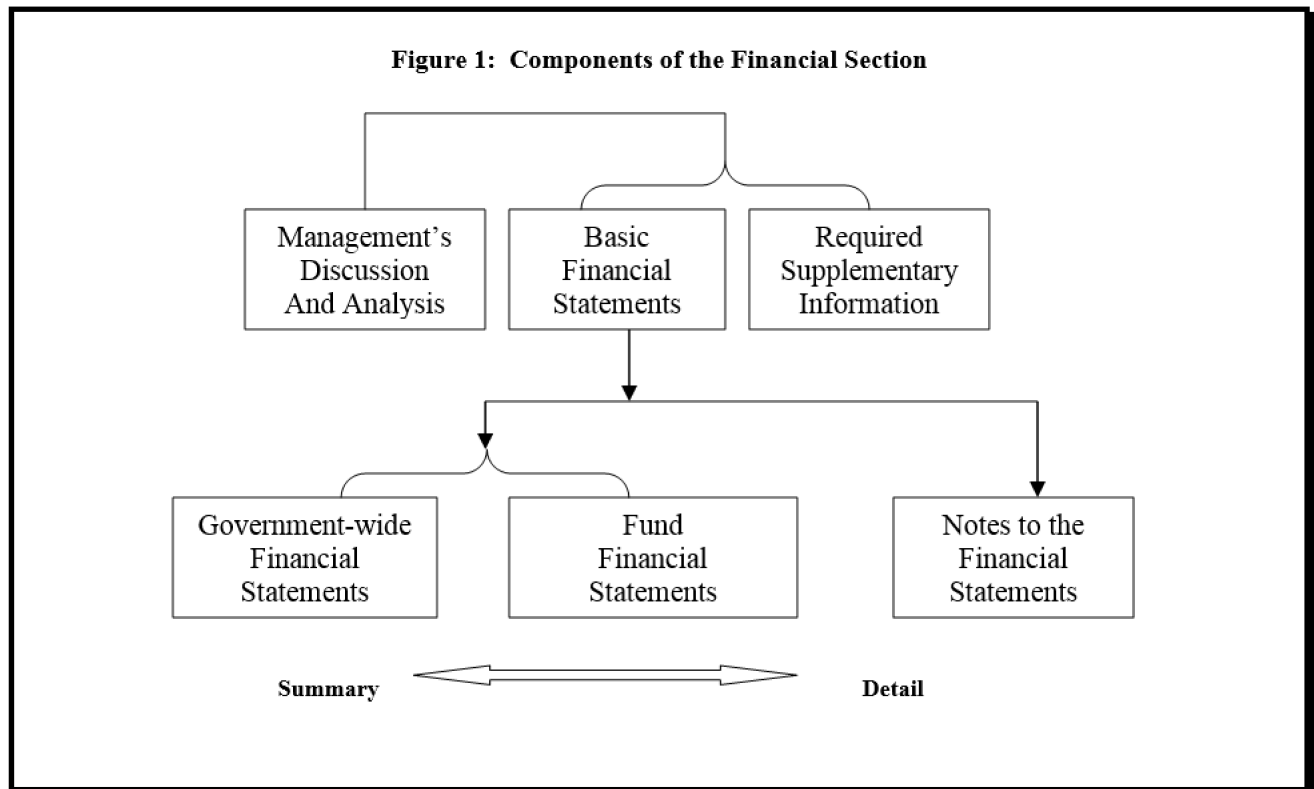 Figure 1:  Components of the Financial Section
Management’s
Discussion
And Analysis
Basic
Financial
Statements
Required
Supplementary
Information
Government-wide
Financial
Statements
Fund
Financial
Statements
Notes to the
Financial
Statements
Summary
Detail